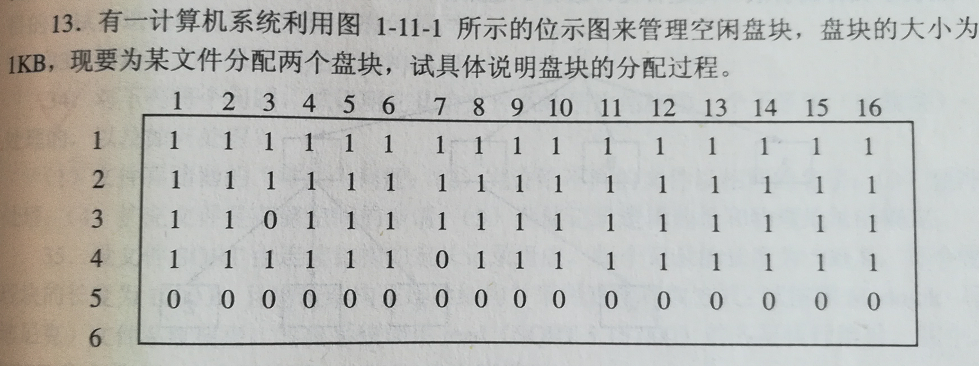 13. 有一计算机系统利用图 1-11-1 所示的位示图来管理空闲盘块，盘块的大小为
1KB，现要为某文件分配两个盘块，试具体说明盘块的分配过程。
1 2 3 4 5 6 7 8 9 10 11 12 13 14 15 16
1 1 1 1 1 1 1 1 1 1 1 1 1 1 1 1 1
2 1 1 1 1 1 1 1 1 1 1 1 1 1 1 1 1
3 1 1 0 1 1 1 1 1 1 1 1 1 1 1 1 1
4 1 1 1 1 1 1 0 1 1 1 1 1 1 1 1 1
5 0 0 0 0 0 0 0 0 0 0 0 0 0 0 0 0
6